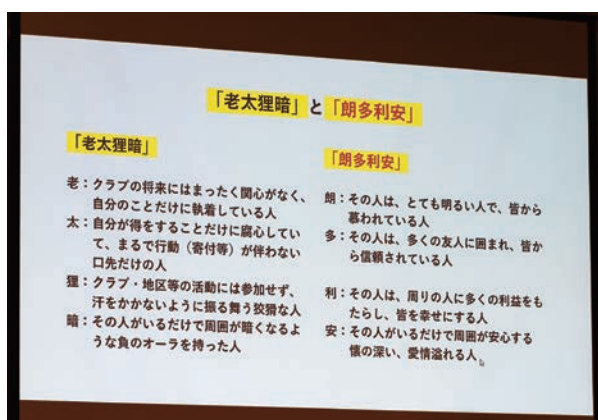 「老太狸暗」と「朗多利安」
「老太狸暗」
老：クラブの将来にはまったく関心がなく、
自分のことだけに執着している人
太：自分が得をすることだけに腐心してい
て、まるで行動（寄付等）が伴わない
口先だけの人
狸：クラブ・地区等の活動には参加せず、
汗をかかないように振る舞う狡猾な人
暗：その人がいるだけで周囲が暗くなるよ
うな負のオーラを持った人
「朗多利安」
朗：その人は、とても明るい人で、皆から
慕われている人
多：その人は、多くの友人に囲まれ、皆か
ら信頼されている人
利：その人は、周りの人に多くの利益をも
たらし、皆を幸せにする人
安：その人がいるだけで周囲が安心する
懐の深い、愛情溢れる人